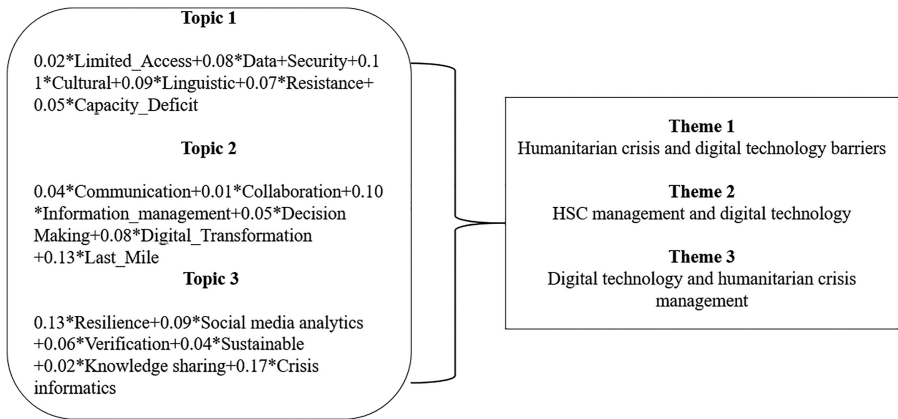 Topic 1
0.02*Limited_Access+0.08*Data+Security+0.1
1*Cultural+0.09*Linguistic+0.07*Resistance+
0.05*Capacity_Deficit
Topic 2
0.04*Communication+0.01*Collaboration+0.10
*Information_management+0.05*Decision
Making+0.08*Digital_Transformation
+0.13*Last_Mile
Topic 3
0.13*Resilience+0.09*Social media analytics
+0.06*Verification+0.04*Sustainable
+0.02*Knowledge sharing+0.17*Crisis
informatics
Theme 1
Humanitarian crisis and digital technology barriers
Theme 2
HSC management and digital technology
Theme 3
Digital technology and humanitarian crisis
management